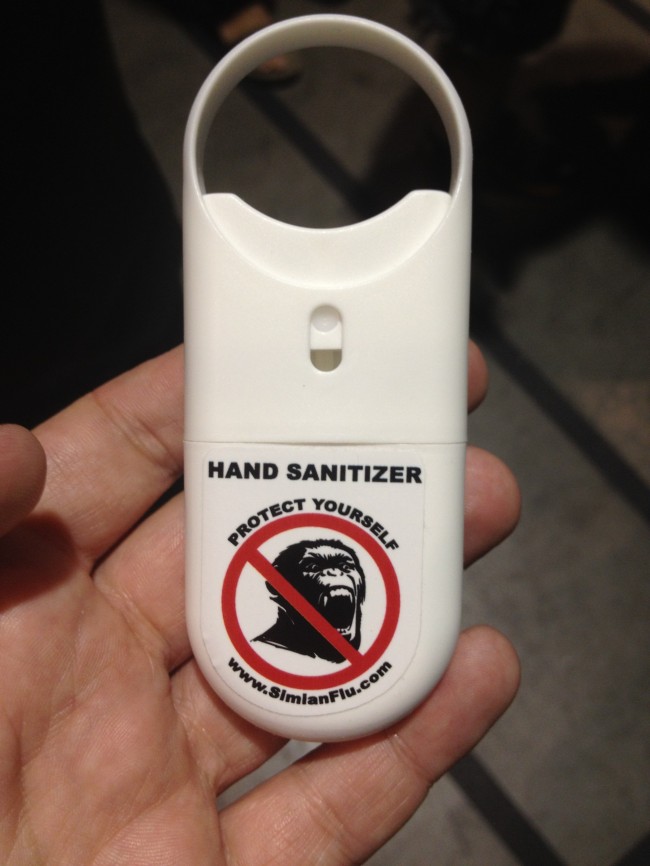 HAND SANITIZER
PROTECT YOURSELF
www.SimianFlu.com